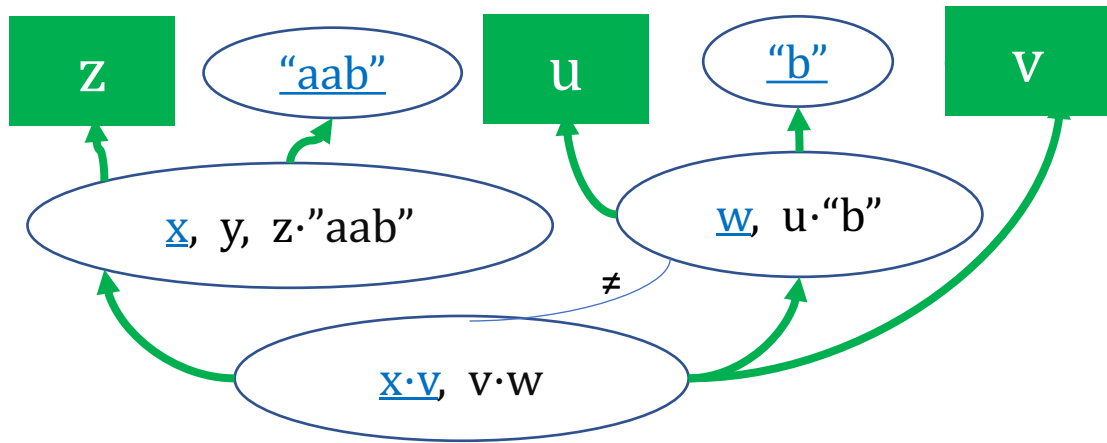 z
“aab”
u
“b”
v
x, y, z·”aab”
w, u·“b”
≠
x·v, v·w